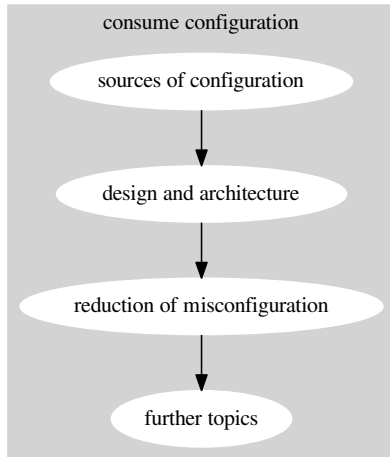 consume configuration
sources of configuration
design and architecture
reduction of misconfiguration
further topics